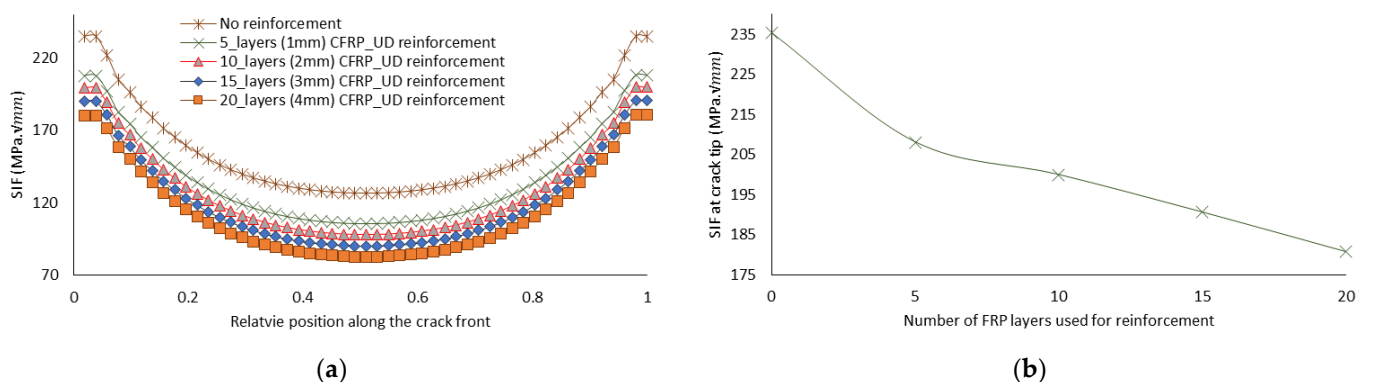 No reinforcement
5_layers (1mm) CFRP_UD reinforcement
10_layers (2mm) CFRP_UD reinforcement
15_layers (3mm) CFRP_UD reinforcement
20_layers (4mm) CFRP_UD reinforcement
SIF (MPa.√mm)
220
170
120
70
0
0.2
0.4
0.6
0.8
1
Relatvie position along the crack front
(a)
SIF at crack tip (MPa.√mm)
235
225
215
205
195
185
175
0
5
10
15
20
Number of FRP layers used for reinforcement
(b)